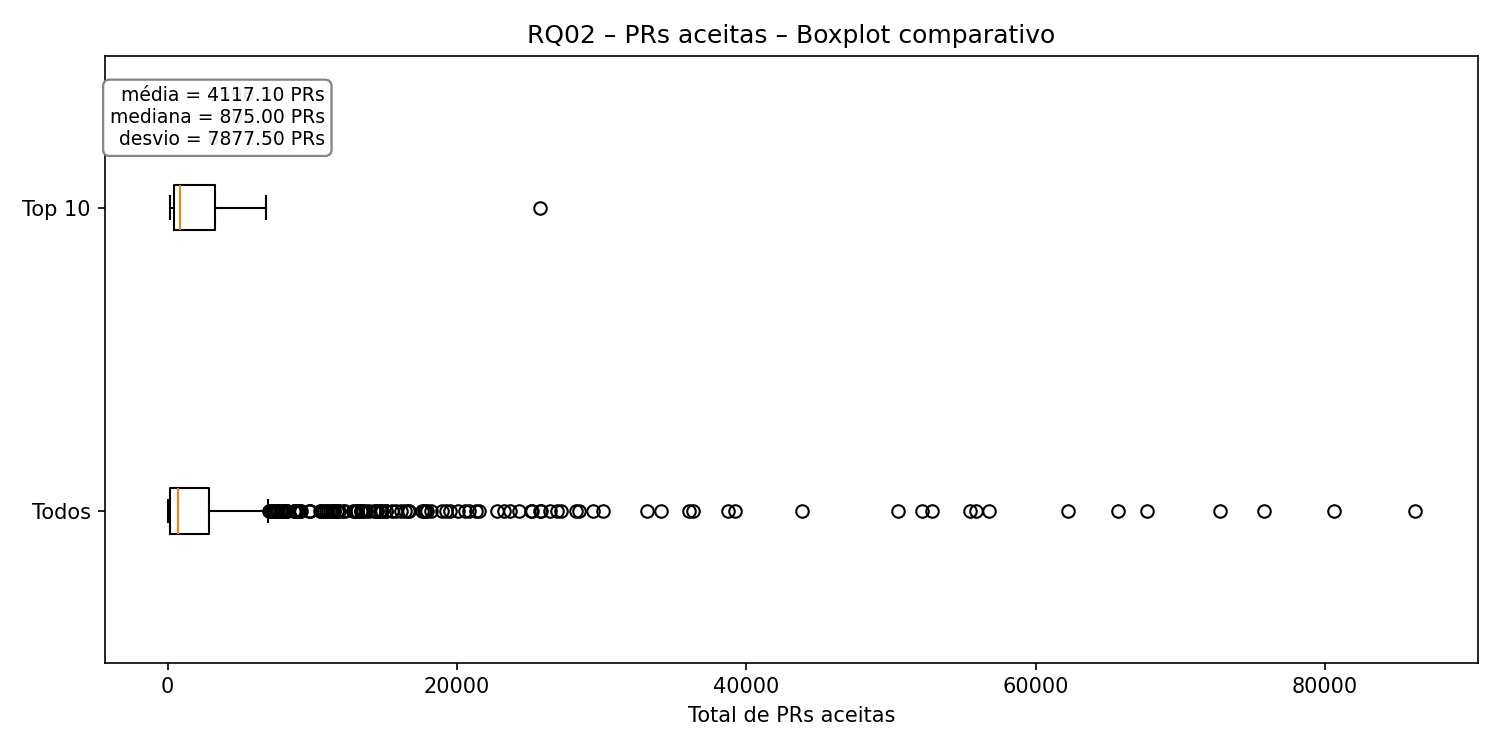 RQ02 – PRs aceitas – Boxplot comparativo
média = 4117.10 PRs
mediana = 875.00 PRs
desvio = 7877.50 PRs
Top 10
Todos
0 20000 40000 60000 80000
Total de PRs aceitas